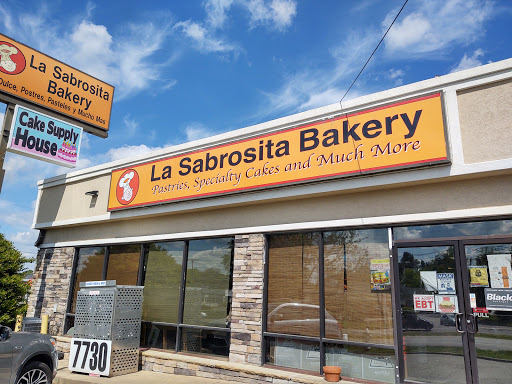 La Sabrosita
Bakery
Dulce, Postres, Pasteles y Mucho Mas
Cake Supply
House
La Sabrosita Bakery
Pastries, Specialty Cakes and Much More
7730
EBT
PULL